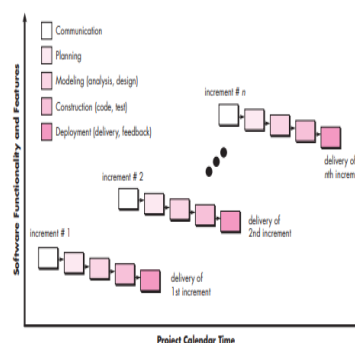 Communication
Planning
Modeling (analysis, design)
Construction (code, test)
Deployment (delivery, feedback)
Software Functionality and Features
increment # n
delivery of
nth increm
increment # 2
delivery of
2nd increment
increment # 1
delivery of
1st increment
Project Calendar Time